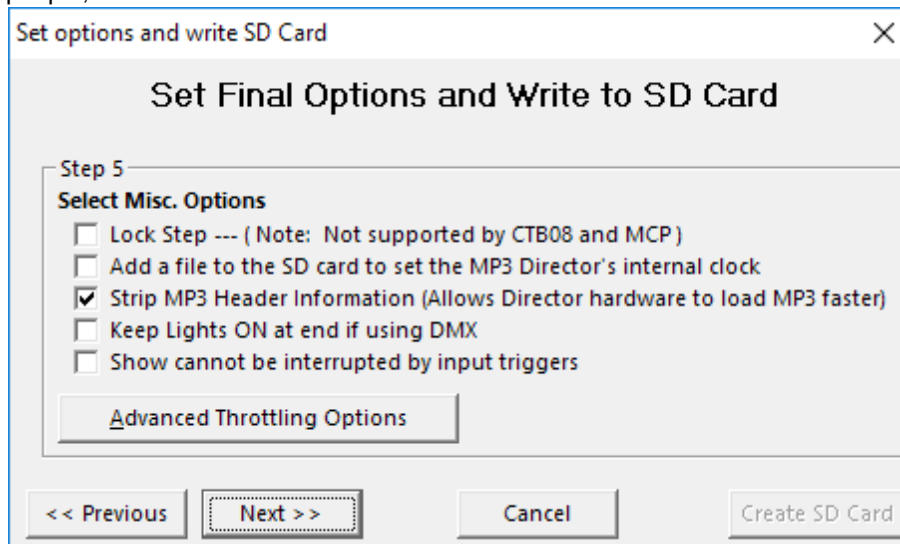 Set options and write SD Card
Set Final Options and Write to SD Card
Step 5
Select Misc. Options
Lock Step --- ( Note: Not supported by CTB08 and MCP )
Add a file to the SD card to set the MP3 Director's internal clock
Strip MP3 Header Information (Allows Director hardware to load MP3 faster)
Keep Lights ON at end if using DMX
Show cannot be interrupted by input triggers
Advanced Throttling Options
<< Previous
Next >>
Cancel
Create SD Card